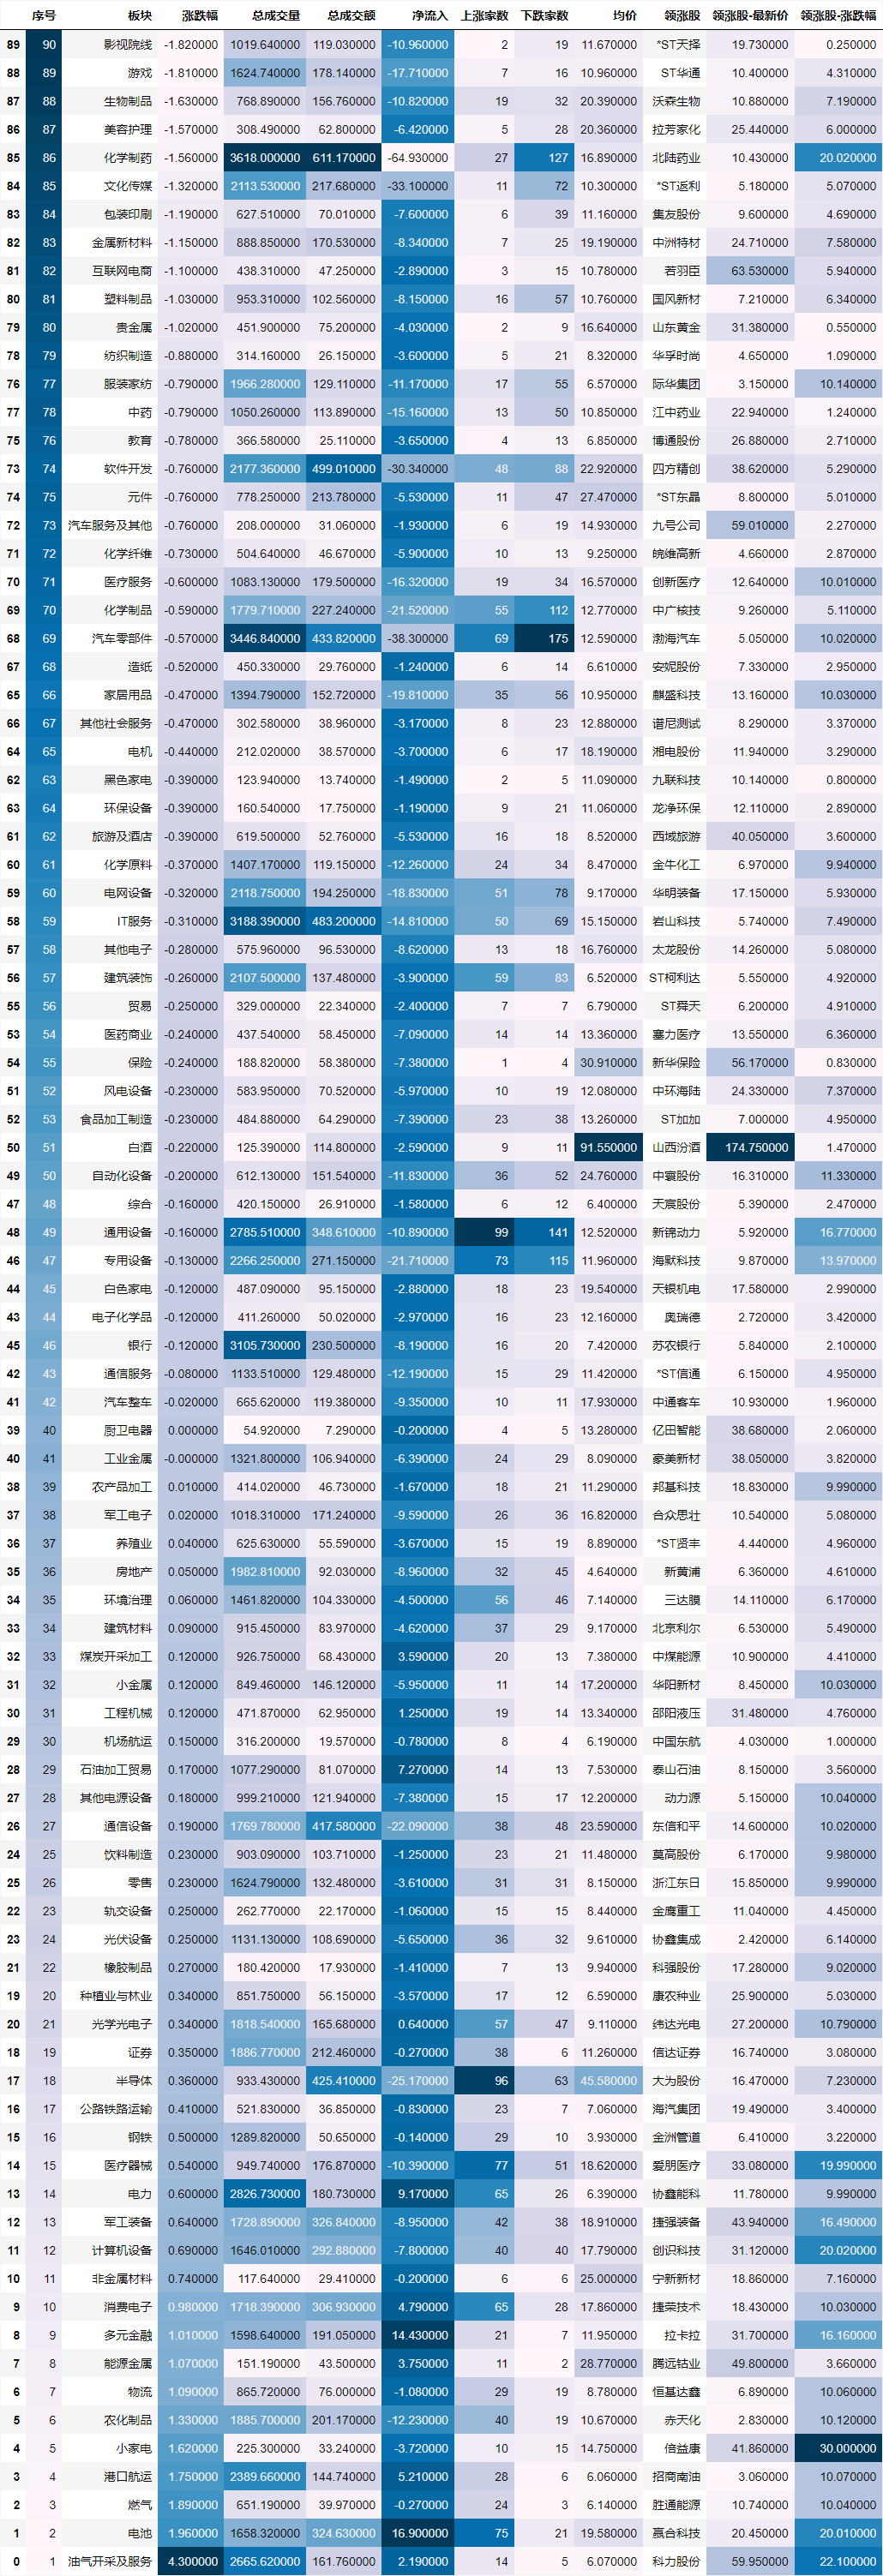 序号 板块 涨跌幅 总成交量 总成交额 净流入 上涨家数 下跌家数 均价 领涨股 领涨股-最新价 领涨股-涨跌幅
89 90 影视院线 -1.820000 1019.640000 119.030000 -10.960000 2 19 11.670000 *ST天择 19.730000 0.250000
88 89 游戏 -1.810000 1624.740000 178.140000 -17.710000 7 16 10.960000 ST华通 10.400000 4.310000
87 88 生物制品 -1.630000 768.890000 156.760000 -10.820000 19 32 20.390000 沃森生物 10.880000 7.190000
86 87 美容护理 -1.570000 308.490000 62.800000 -6.420000 5 28 20.360000 拉芳家化 25.440000 6.000000
85 86 化学制药 -1.560000 3618.000000 611.170000 -64.930000 27 127 16.890000 北陆药业 10.430000 20.020000
84 85 文化传媒 -1.320000 2113.530000 217.680000 -33.100000 11 72 10.300000 *ST返利 5.180000 5.070000
83 84 包装印刷 -1.190000 627.510000 70.010000 -7.600000 6 39 11.160000 集友股份 9.600000 4.690000
82 83 金属新材料 -1.150000 888.850000 170.530000 -8.340000 7 25 19.190000 中洲特材 24.710000 7.580000
81 82 互联网电商 -1.100000 438.310000 47.250000 -2.890000 3 15 10.780000 若羽臣 63.530000 5.940000
80 81 塑料制品 -1.030000 953.310000 102.560000 -8.150000 16 57 10.760000 国风新材 7.210000 6.340000
79 80 贵金属 -1.020000 451.900000 75.200000 -4.030000 2 9 16.640000 山东黄金 31.380000 0.550000
78 79 纺织制造 -0.880000 314.160000 26.150000 -3.600000 5 21 8.320000 华孚时尚 4.650000 1.090000
76 77 服装家纺 -0.790000 1966.280000 129.110000 -11.170000 17 55 6.570000 际华集团 3.150000 10.140000
77 78 中药 -0.790000 1050.260000 113.890000 -15.160000 13 50 10.850000 江中药业 22.940000 1.240000
75 76 教育 -0.780000 366.580000 25.110000 -3.650000 4 13 6.850000 博通股份 26.880000 2.710000
73 74 软件开发 -0.760000 2177.360000 499.010000 -30.340000 48 88 22.920000 四方精创 38.620000 5.290000
74 75 元件 -0.760000 778.250000 213.780000 -5.530000 11 47 27.470000 *ST东晶 8.800000 5.010000
72 73 汽车服务及其他 -0.760000 208.000000 31.060000 -1.930000 6 19 14.930000 九号公司 59.010000 2.270000
71 72 化学纤维 -0.730000 504.640000 46.670000 -5.900000 10 13 9.250000 皖维高新 4.660000 2.870000
70 71 医疗服务 -0.600000 1083.130000 179.500000 -16.320000 19 34 16.570000 创新医疗 12.640000 10.010000
69 70 化学制品 -0.590000 1779.710000 227.240000 -21.520000 55 112 12.770000 中广核技 9.260000 5.110000
68 69 汽车零部件 -0.570000 3446.840000 433.820000 -38.300000 69 175 12.590000 渤海汽车 5.050000 10.020000
67 68 造纸 -0.520000 450.330000 29.760000 -1.240000 6 14 6.610000 安妮股份 7.330000 2.950000
65 66 家居用品 -0.470000 1394.790000 152.720000 -19.810000 35 56 10.950000 麒盛科技 13.160000 10.030000
66 67 其他社会服务 -0.470000 302.580000 38.960000 -3.170000 8 23 12.880000 谱尼测试 8.290000 3.370000
64 65 电机 -0.440000 212.020000 38.570000 -3.700000 6 17 18.190000 湘电股份 11.940000 3.290000
62 63 黑色家电 -0.390000 123.940000 13.740000 -1.490000 2 5 11.090000 九联科技 10.140000 0.800000
63 64 环保设备 -0.390000 160.540000 17.750000 -1.190000 9 21 11.060000 龙净环保 12.110000 2.890000
61 62 旅游及酒店 -0.390000 619.500000 52.760000 -5.530000 16 18 8.520000 西域旅游 40.050000 3.600000
60 61 化学原料 -0.370000 1407.170000 119.150000 -12.260000 24 34 8.470000 金牛化工 6.970000 9.940000
59 60 电网设备 -0.320000 2118.750000 194.250000 -18.830000 51 78 9.170000 华明装备 17.150000 5.930000
58 59 IT服务 -0.310000 3188.390000 483.200000 -14.810000 50 69 15.150000 岩山科技 5.740000 7.490000
57 58 其他电子 -0.280000 575.960000 96.530000 -8.620000 13 18 16.760000 太龙股份 14.260000 5.080000
56 57 建筑装饰 -0.260000 2107.500000 137.480000 -3.900000 59 83 6.520000 ST柯利达 5.550000 4.920000
55 56 贸易 -0.250000 329.000000 22.340000 -2.400000 7 7 6.790000 ST舜天 6.200000 4.910000
53 54 医药商业 -0.240000 437.540000 58.450000 -7.090000 14 14 13.360000 塞力医疗 13.550000 6.360000
54 55 保险 -0.240000 188.820000 58.380000 -7.380000 1 4 30.910000 新华保险 56.170000 0.830000
51 52 风电设备 -0.230000 583.950000 70.520000 -5.970000 10 19 12.080000 中环海陆 24.330000 7.370000
52 53 食品加工制造 -0.230000 484.880000 64.290000 -7.390000 23 38 13.260000 ST加加 7.000000 4.950000
50 51 白酒 -0.220000 125.390000 114.800000 -2.590000 9 11 91.550000 山西汾酒 174.750000 1.470000
49 50 自动化设备 -0.200000 612.130000 151.540000 -11.830000 36 52 24.760000 中寰股份 16.310000 11.330000
47 48 综合 -0.160000 420.150000 26.910000 -1.580000 6 12 6.400000 天宸股份 5.390000 2.470000
48 49 通用设备 -0.160000 2785.510000 348.610000 -10.890000 99 141 12.520000 新锦动力 5.920000 16.770000
46 47 专用设备 -0.130000 2266.250000 271.150000 -21.710000 73 115 11.960000 海默科技 9.870000 13.970000
44 45 白色家电 -0.120000 487.090000 95.150000 -2.880000 18 23 19.540000 天银机电 17.580000 2.990000
43 44 电子化学品 -0.120000 411.260000 50.020000 -2.970000 16 23 12.160000 奥瑞德 2.720000 3.420000
45 46 银行 -0.120000 3105.730000 230.500000 -8.190000 16 20 7.420000 苏农银行 5.840000 2.100000
42 43 通信服务 -0.080000 1133.510000 129.480000 -12.190000 15 29 11.420000 *ST信通 6.150000 4.950000
41 42 汽车整车 -0.020000 665.620000 119.380000 -9.350000 10 11 17.930000 中通客车 10.930000 1.960000
39 40 厨卫电器 0.000000 54.920000 7.290000 -0.200000 4 5 13.280000 亿田智能 38.680000 2.060000
40 41 工业金属 -0.000000 1321.800000 106.940000 -6.390000 24 29 8.090000 豪美新材 38.050000 3.820000
38 39 农产品加工 0.010000 414.020000 46.730000 -1.670000 18 21 11.290000 邦基科技 18.830000 9.990000
37 38 军工电子 0.020000 1018.310000 171.240000 -9.590000 26 36 16.820000 合众思壮 10.540000 5.080000
36 37 养殖业 0.040000 625.630000 55.590000 -3.670000 15 19 8.890000 *ST贤丰 4.440000 4.960000
35 36 房地产 0.050000 1982.810000 92.030000 -8.960000 32 45 4.640000 新黄浦 6.360000 4.610000
34 35 环境治理 0.060000 1461.820000 104.330000 -4.500000 56 46 7.140000 三达膜 14.110000 6.170000
33 34 建筑材料 0.090000 915.450000 83.970000 -4.620000 37 29 9.170000 北京利尔 6.530000 5.490000
32 33 煤炭开采加工 0.120000 926.750000 68.430000 3.590000 20 13 7.380000 中煤能源 10.900000 4.410000
31 32 小金属 0.120000 849.460000 146.120000 -5.950000 11 14 17.200000 华阳新材 8.450000 10.030000
30 31 工程机械 0.120000 471.870000 62.950000 1.250000 19 14 13.340000 邵阳液压 31.480000 4.760000
29 30 机场航运 0.150000 316.200000 19.570000 -0.780000 8 4 6.190000 中国东航 4.030000 1.000000
28 29 石油加工贸易 0.170000 1077.290000 81.070000 7.270000 14 13 7.530000 泰山石油 8.150000 3.560000
27 28 其他电源设备 0.180000 999.210000 121.940000 -7.380000 15 17 12.200000 动力源 5.150000 10.040000
26 27 通信设备 0.190000 1769.780000 417.580000 -22.090000 38 48 23.590000 东信和平 14.600000 10.020000
24 25 饮料制造 0.230000 903.090000 103.710000 -1.250000 23 21 11.480000 莫高股份 6.170000 9.980000
25 26 零售 0.230000 1624.790000 132.480000 -3.610000 31 31 8.150000 浙江东日 15.850000 9.990000
22 23 轨交设备 0.250000 262.770000 22.170000 -1.060000 15 15 8.440000 金鹰重工 11.040000 4.450000
23 24 光伏设备 0.250000 1131.130000 108.690000 -5.650000 36 32 9.610000 协鑫集成 2.420000 6.140000
21 22 橡胶制品 0.270000 180.420000 17.930000 -1.410000 7 13 9.940000 科强股份 17.280000 9.020000
19 20 种植业与林业 0.340000 851.750000 56.150000 -3.570000 17 12 6.590000 康农种业 25.900000 5.030000
20 21 光学光电子 0.340000 1818.540000 165.680000 0.640000 57 47 9.110000 纬达光电 27.200000 10.790000
18 19 证券 0.350000 1886.770000 212.460000 -0.270000 38 6 11.260000 信达证券 16.740000 3.080000
17 18 半导体 0.360000 933.430000 425.410000 -25.170000 96 63 45.580000 大为股份 16.470000 7.230000
16 17 公路铁路运输 0.410000 521.830000 36.850000 -0.830000 23 7 7.060000 海汽集团 19.490000 3.400000
15 16 钢铁 0.500000 1289.820000 50.650000 -0.140000 29 10 3.930000 金洲管道 6.410000 3.220000
14 15 医疗器械 0.540000 949.740000 176.870000 -10.390000 77 51 18.620000 爱朋医疗 33.080000 19.990000
13 14 电力 0.600000 2826.730000 180.730000 9.170000 65 26 6.390000 协鑫能科 11.780000 9.990000
12 13 军工装备 0.640000 1728.890000 326.840000 -8.950000 42 38 18.910000 捷强装备 43.940000 16.490000
11 12 计算机设备 0.690000 1646.010000 292.880000 -7.800000 40 40 17.790000 创识科技 31.120000 20.020000
10 11 非金属材料 0.740000 117.640000 29.410000 -0.200000 6 6 25.000000 宁新新材 18.860000 7.160000
9 10 消费电子 0.980000 1718.390000 306.930000 4.790000 65 28 17.860000 捷荣技术 18.430000 10.030000
8 9 多元金融 1.010000 1598.640000 191.050000 14.430000 21 7 11.950000 拉卡拉 31.700000 16.160000
7 8 能源金属 1.070000 151.190000 43.500000 3.750000 11 2 28.770000 腾远钴业 49.800000 3.660000
6 7 物流 1.090000 865.720000 76.000000 -1.080000 29 19 8.780000 恒基达鑫 6.890000 10.060000
5 6 农化制品 1.330000 1885.700000 201.170000 -12.230000 40 19 10.670000 赤天化 2.830000 10.120000
4 5 小家电 1.620000 225.300000 33.240000 -3.720000 10 15 14.750000 倍益康 41.860000 30.000000
3 4 港口航运 1.750000 2389.660000 144.740000 5.210000 28 6 6.060000 招商南油 3.060000 10.070000
2 3 燃气 1.890000 651.190000 39.970000 -0.270000 24 3 6.140000 胜通能源 10.740000 10.040000
1 2 电池 1.960000 1658.320000 324.630000 16.900000 75 21 19.580000 赢合科技 20.450000 20.010000
0 1 油气开采及服务 4.300000 2665.620000 161.760000 2.190000 14 5 6.070000 科力股份 59.950000 22.100000